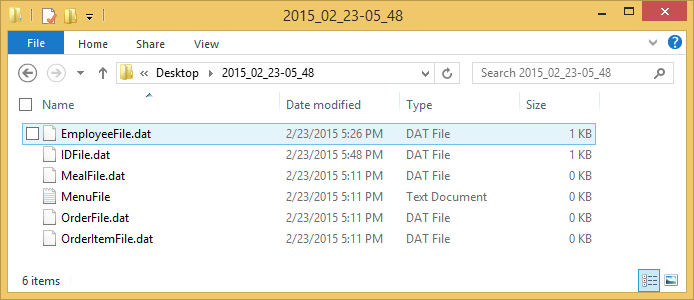 2015_02_23-05_48
File Home Share View
« Desktop 2015_02_23-05_48 Search 2015_02_23-05_48
Name Date modified Type Size
EmployeeFile.dat 2/23/2015 5:26 PM DAT File 1 KB
IDFile.dat 2/23/2015 5:48 PM DAT File 1 KB
MealFile.dat 2/23/2015 5:11 PM DAT File 0 KB
MenuFile 2/23/2015 5:11 PM Text Document 0 KB
OrderFile.dat 2/23/2015 5:11 PM DAT File 0 KB
OrderItemFile.dat 2/23/2015 5:11 PM DAT File 0 KB
6 items